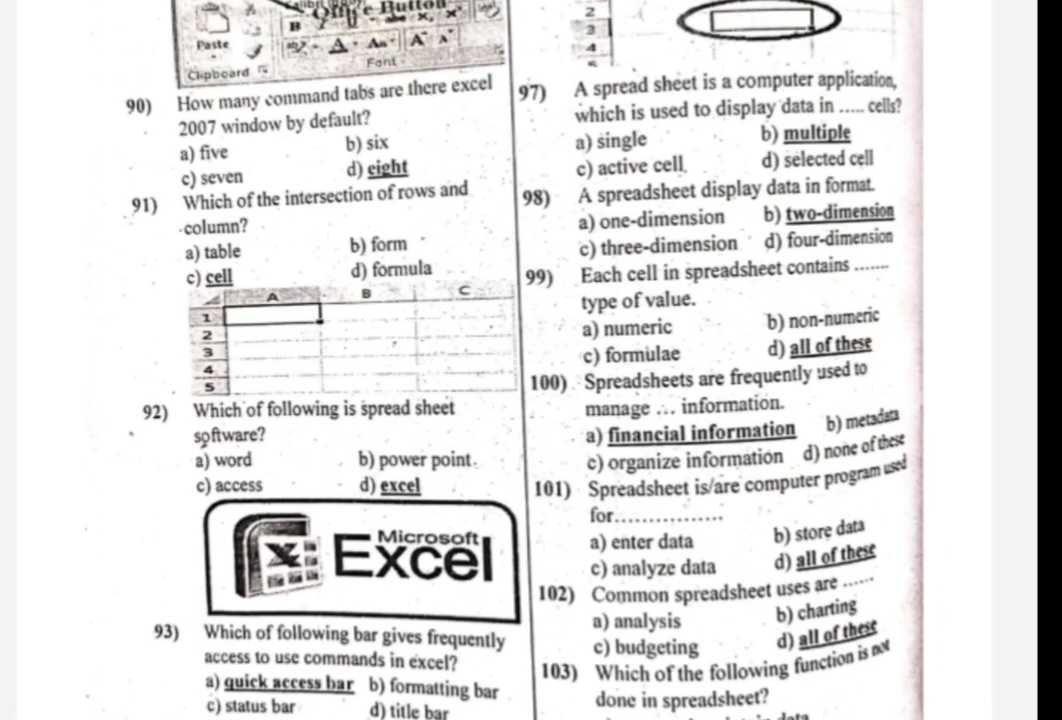 Office Button
Paste
B
A
Clipboard
Font
90) How many command tabs are there excel
2007 window by default?
a) five b) six
c) seven d) eight
91) Which of the intersection of rows and
column?
a) table b) form
c) cell d) formula
A B C
1
2
3
4
5
92) Which of following is spread sheet
software?
a) word b) power point.
c) access d) excel
Microsoft
Excel
93) Which of following bar gives frequently
access to use commands in excel?
a) quick access bar b) formatting bar
c) status bar d) title bar
2
3
4
97) A spread sheet is a computer application,
which is used to display data in ..... cells?
a) single b) multiple
c) active cell. d) selected cell
98) A spreadsheet display data in format.
a) one-dimension b) two-dimension
c) three-dimension d) four-dimension
99) Each cell in spreadsheet contains .......
type of value.
a) numeric b) non-numeric
c) formulae d) all of these
100) Spreadsheets are frequently used to
manage ... information.
a) financial information b) metadata
c) organize information d) none of these
101) Spreadsheet is/are computer program used
for................
a) enter data b) store data
c) analyze data d) all of these
102) Common spreadsheet uses are ......
a) analysis b) charting
c) budgeting d) all of these
103) Which of the following function is not
done in spreadsheet?